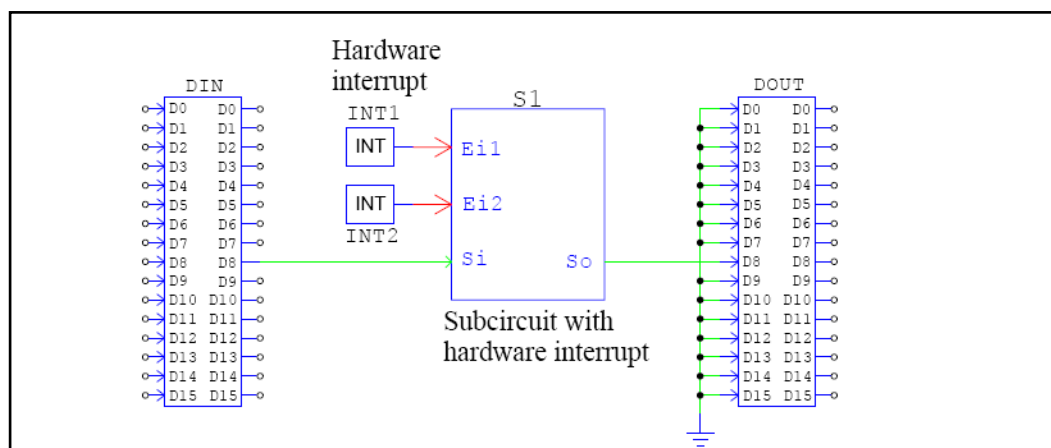 Hardware
interrupt
DIN
INT1
S1
DOUT
D0 D0
D1 D1
D2 D2
D3 D3
D4 D4
D5 D5
D6 D6
D7 D7
D8 D8
D9 D9
D10 D10
D11 D11
D12 D12
D13 D13
D14 D14
D15 D15
INT
INT
INT2
Ei1
Ei2
Si So
Subcircuit with
hardware interrupt
D0 D0
D1 D1
D2 D2
D3 D3
D4 D4
D5 D5
D6 D6
D7 D7
D8 D8
D9 D9
D10 D10
D11 D11
D12 D12
D13 D13
D14 D14
D15 D15